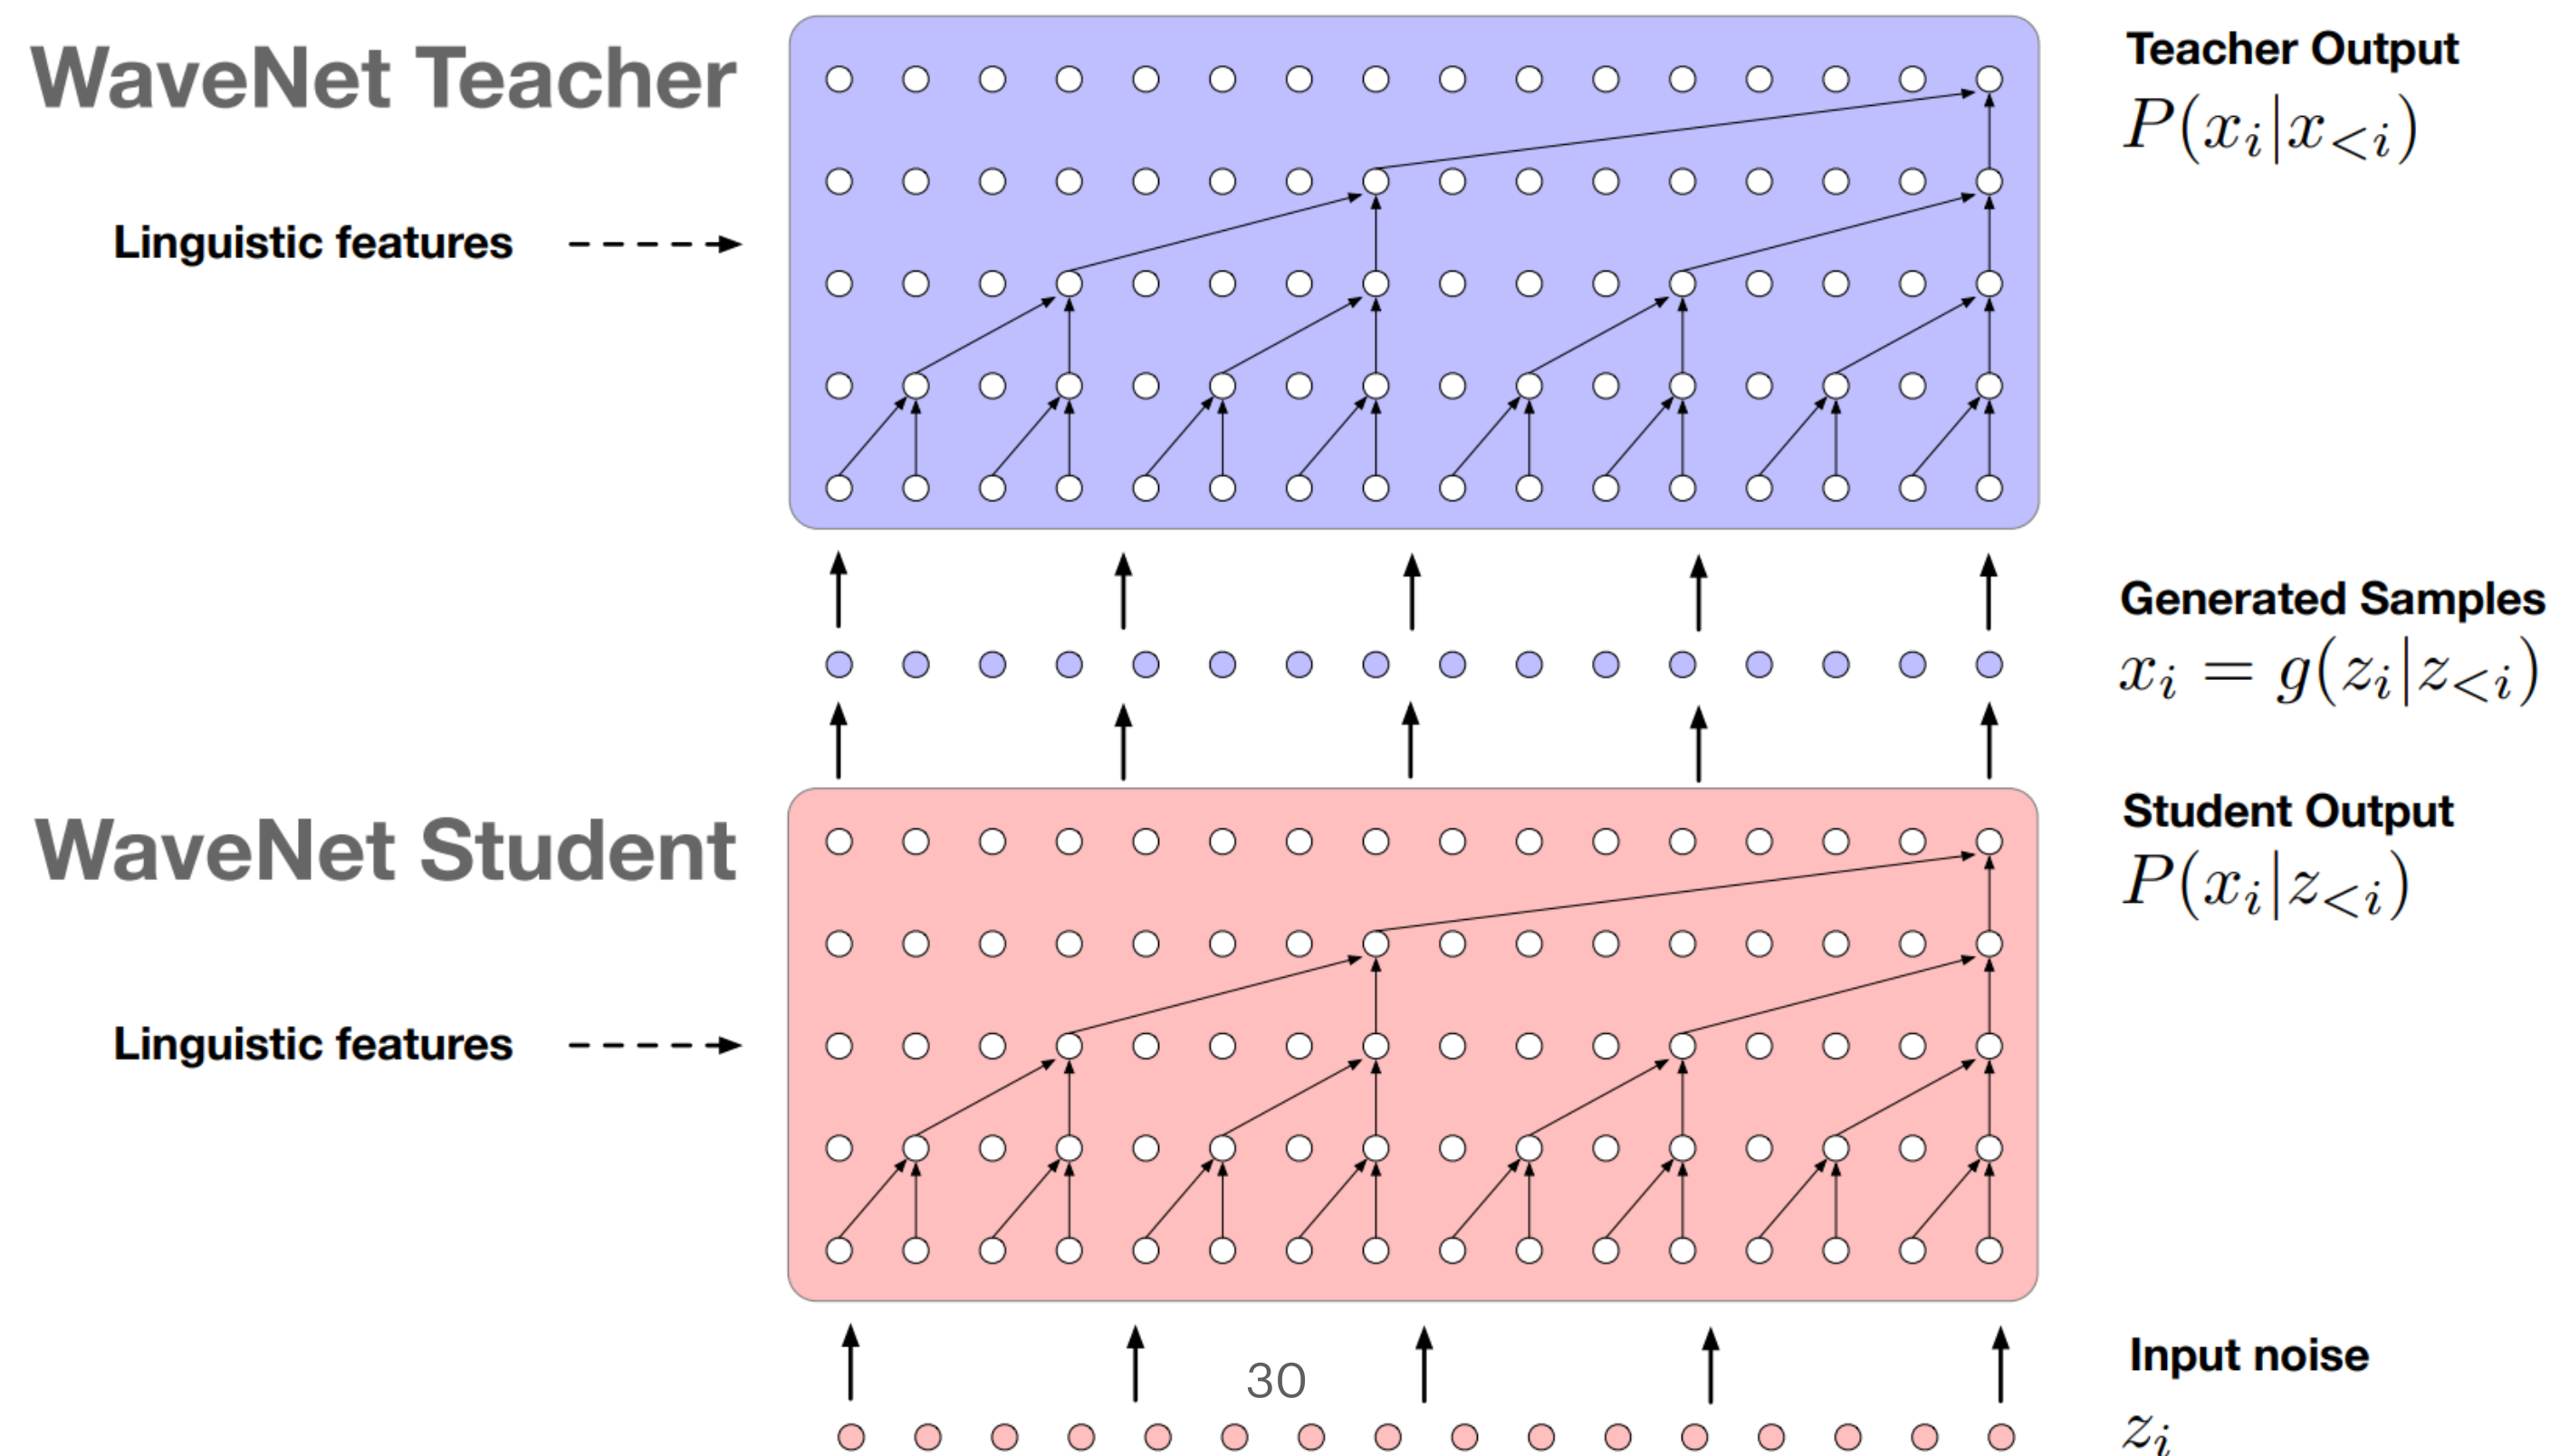 WaveNet Teacher
Teacher Output
P(x_i|x_{<i})
Linguistic features
Generated Samples
x_i = g(z_i|z_{<i})
WaveNet Student
Student Output
P(x_i|z_{<i})
Linguistic features
Input noise
30
z_i